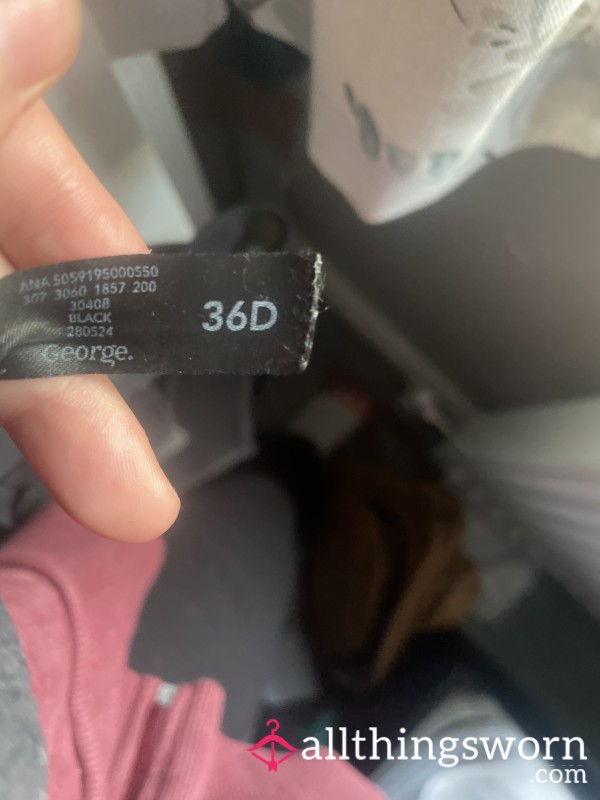 ANA 5059195000550
307 3060 1857 200
30408
BLACK
280524
George.
36D
allthingsworn
.com